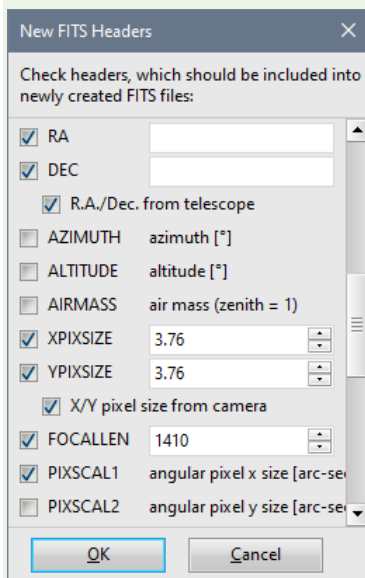 New FITS Headers
Check headers, which should be included into
newly created FITS files:
RA
DEC
R.A./Dec. from telescope
AZIMUTH azimuth [°]
ALTITUDE altitude [°]
AIRMASS air mass (zenith = 1)
XPIXSIZE 3.76
YPIXSIZE 3.76
X/Y pixel size from camera
FOCALLEN 1410
PIXSCAL1 angular pixel x size [arc-se
PIXSCAL2 angular pixel y size [arc-se
OK Cancel